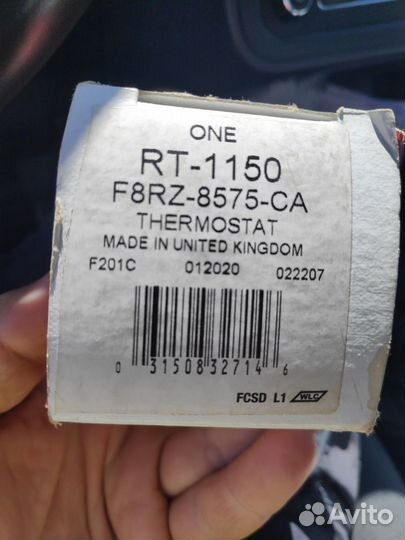 ONE
RT-1150
F8RZ-8575-CA
THERMOSTAT
MADE IN UNITED KINGDOM
F201C 012020 022207
0 31508 32714 6
FCSD L1 WLC
Avito